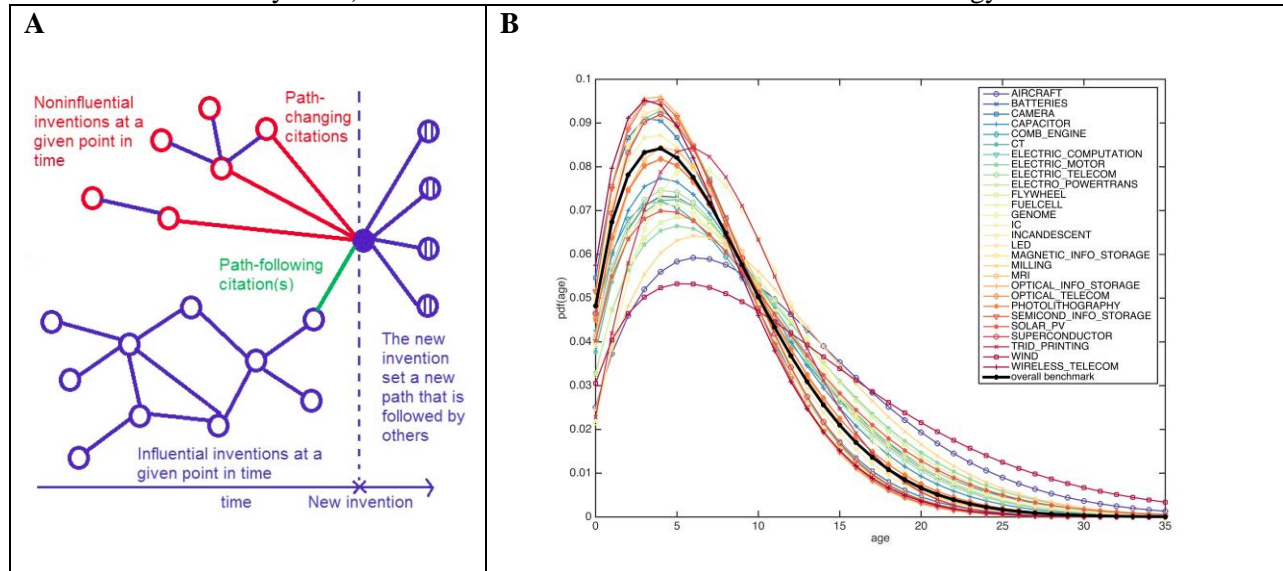 A
Noninfluential
inventions at a
given point in
time
Path-
changing
citations
Path-following
citation(s)
The new
invention
set a new
path that is
followed by
others
Influential inventions at a
given point in time
time
New invention
B
0.1
0.09
0.08
0.07
0.06
0.05
0.04
0.03
0.02
0.01
0
pdf(age)
0 5 10 15 20 25 30 35
age
AIRCRAFT
BATTERIES
CAMERA
CAPACITOR
COMB_ENGINE
CT
ELECTRIC_COMPUTATION
ELECTRIC_MOTOR
ELECTRIC_TELECOM
ELECTRO_POWERTRANS
FLYWHEEL
FUELCELL
GENOME
IC
INCANDESCENT
LED
MAGNETIC_INFO_STORAGE
MILLING
MRI
OPTICAL_INFO_STORAGE
OPTICAL_TELECOM
PHOTOLITHOGRAPHY
SEMICOND_INFO_STORAGE
SOLAR_PV
SUPERCONDUCTOR
TRID_PRINTING
WIND
WIRELESS_TELECOM
overall benchmark